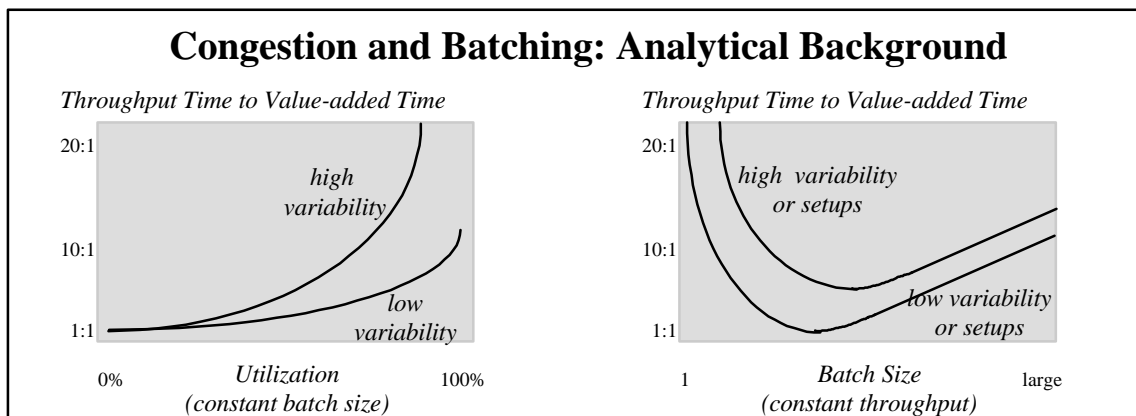 Congestion and Batching: Analytical Background
Throughput Time to Value-added Time
20:1
10:1
1:1
high
variability
low
variability
0%
Utilization
100%
(constant batch size)
Throughput Time to Value-added Time
20:1
10:1
1:1
high variability
or setups
low variability
or setups
1
Batch Size
large
(constant throughput)